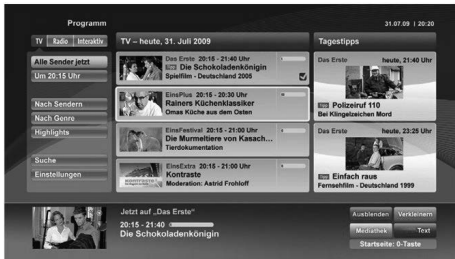 Programm
31.07.09 | 20:20
TV Radio Interaktiv
Alle Sender jetzt
Um 20:15 Uhr
Nach Sendern
Nach Genre
Highlights
Suche
Einstellungen
TV – heute, 31. Juli 2009
Das Erste 20:15 - 21:40 Uhr
Tipp Die Schokoladenkönigin
Spielfilm - Deutschland 2005
EinsPlus 20:15 - 20:30 Uhr
Rainers Küchenklassiker
Omas Küche aus dem Osten
EinsFestival 20:15 - 21:00 Uhr
Die Murmeltiere von Kasach...
Tierdokumentation
EinsExtra 20:15 - 21:00 Uhr
Kontraste
Moderation: Astrid Frohloff
Tagestipps
Das Erste heute, 21:40 Uhr
Tipp Polizeiruf 110
Bei Klingelzeichen Mord
Das Erste heute, 23:25 Uhr
Tipp Einfach raus
Fernsehfilm - Deutschland 1999
Jetzt auf „Das Erste“
20:15 - 21:40
Die Schokoladenkönigin
Ausblenden Verkleinern
Mediathek Text
Startseite: 0-Taste